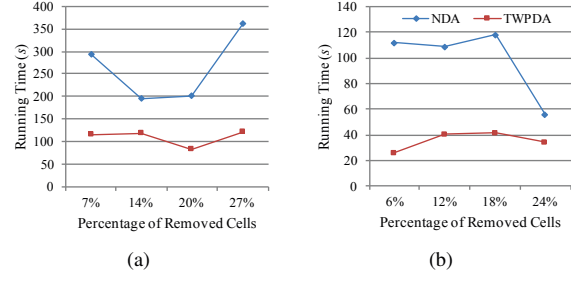 400
350
300
250
200
150
100
50
0
Running Time (s)
7% 14% 20% 27%
Percentage of Removed Cells
(a)
NDA TWPDA
140
120
100
80
60
40
20
0
Running Time (s)
6% 12% 18% 24%
Percentage of Removed Cells
(b)